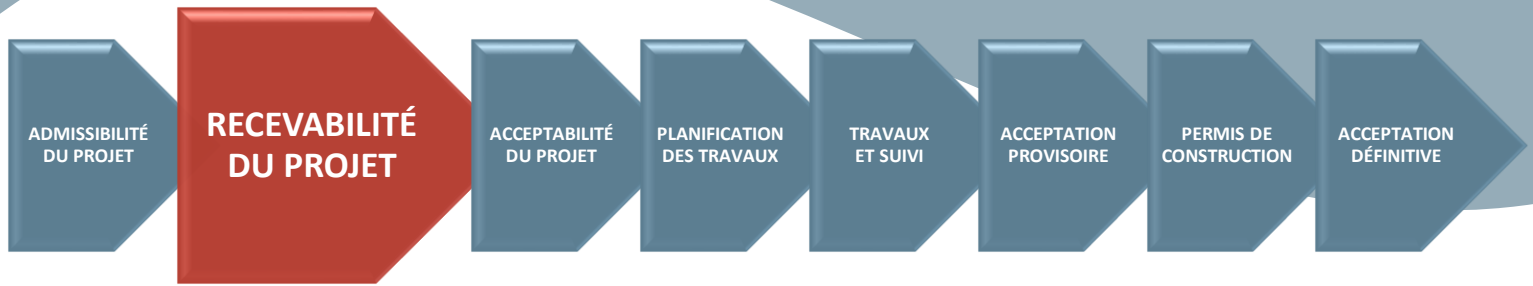 ADMISSIBILITÉ
DU PROJET
RECEVABILITÉ
DU PROJET
ACCEPTABILITÉ
DU PROJET
PLANIFICATION
DES TRAVAUX
TRAVAUX
ET SUIVI
ACCEPTATION
PROVISOIRE
PERMIS DE
CONSTRUCTION
ACCEPTATION
DÉFINITIVE